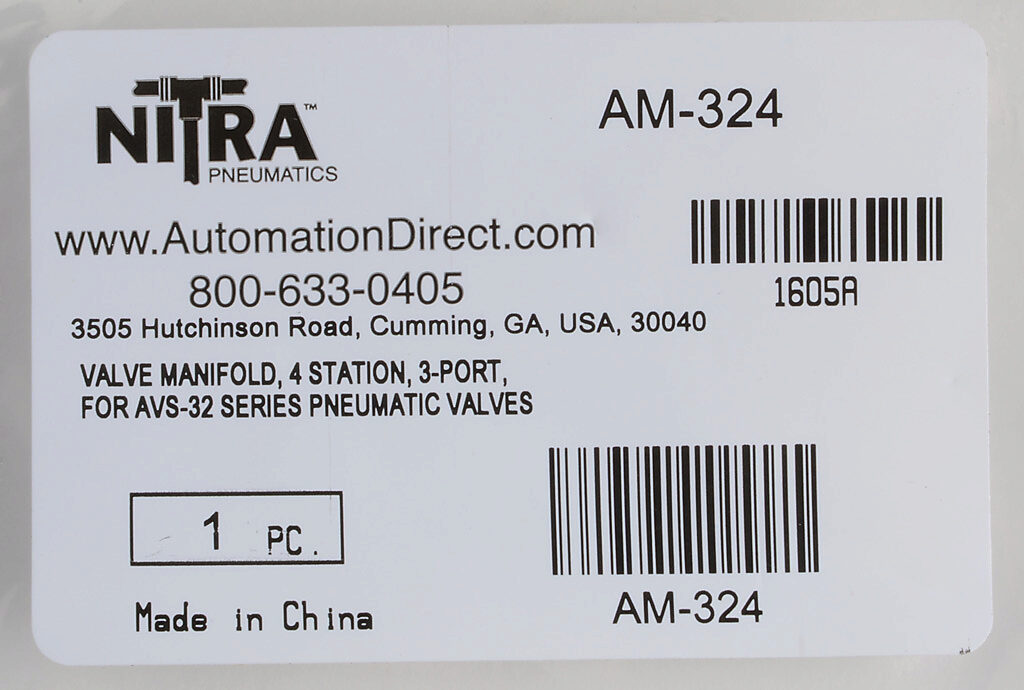 NITRA™
PNEUMATICS
AM-324
www.AutomationDirect.com
800-633-0405
1605A
3505 Hutchinson Road, Cumming, GA, USA, 30040
VALVE MANIFOLD, 4 STATION, 3-PORT,
FOR AVS-32 SERIES PNEUMATIC VALVES
1 PC.
AM-324
Made in China